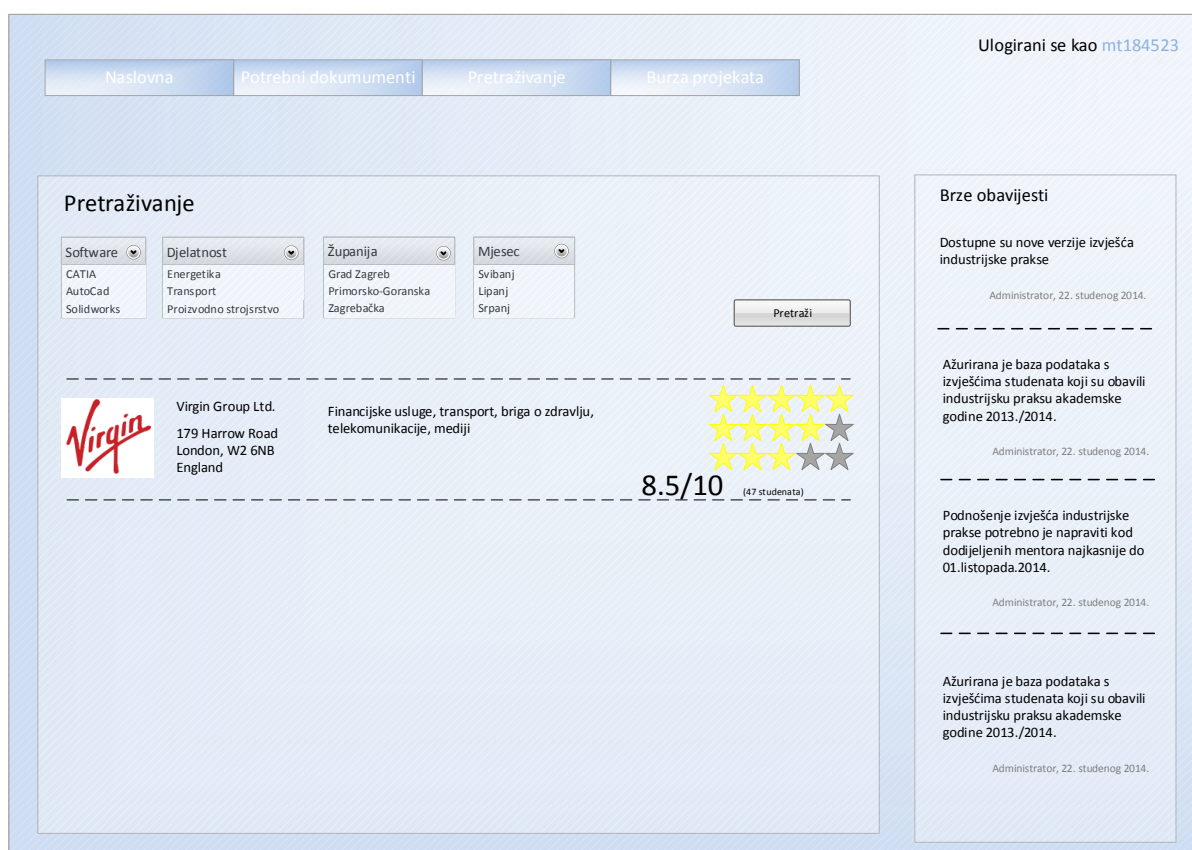 Ulogirani se kao mt184523
Naslovna
Potrebni dokumumenti
Pretraživanje
Burza projekata
Pretraživanje
Software
CATIA
AutoCad
Solidworks
Djelatnost
Energetika
Transport
Proizvodno strojsrstvo
Županija
Grad Zagreb
Primorsko-Goranska
Zagrebačka
Mjesec
Svibanj
Lipanj
Srpanj
Pretraži
Virgin
Virgin Group Ltd.
179 Harrow Road
London, W2 6NB
England
Financijske usluge, transport, briga o zdravlju,
telekomunikacije, mediji
8.5/10 (47 studenata)
Brze obavijesti
Dostupne su nove verzije izvješća
industrijske prakse
Administrator, 22. studenog 2014.
Ažurirana je baza podataka s
izvješćima studenata koji su obavili
industrijsku praksu akademske
godine 2013./2014.
Administrator, 22. studenog 2014.
Podnošenje izvješća industrijske
prakse potrebno je napraviti kod
dodijeljenih mentora najkasnije do
01.listopada.2014.
Administrator, 22. studenog 2014.
Ažurirana je baza podataka s
izvješćima studenata koji su obavili
industrijsku praksu akademske
godine 2013./2014.
Administrator, 22. studenog 2014.